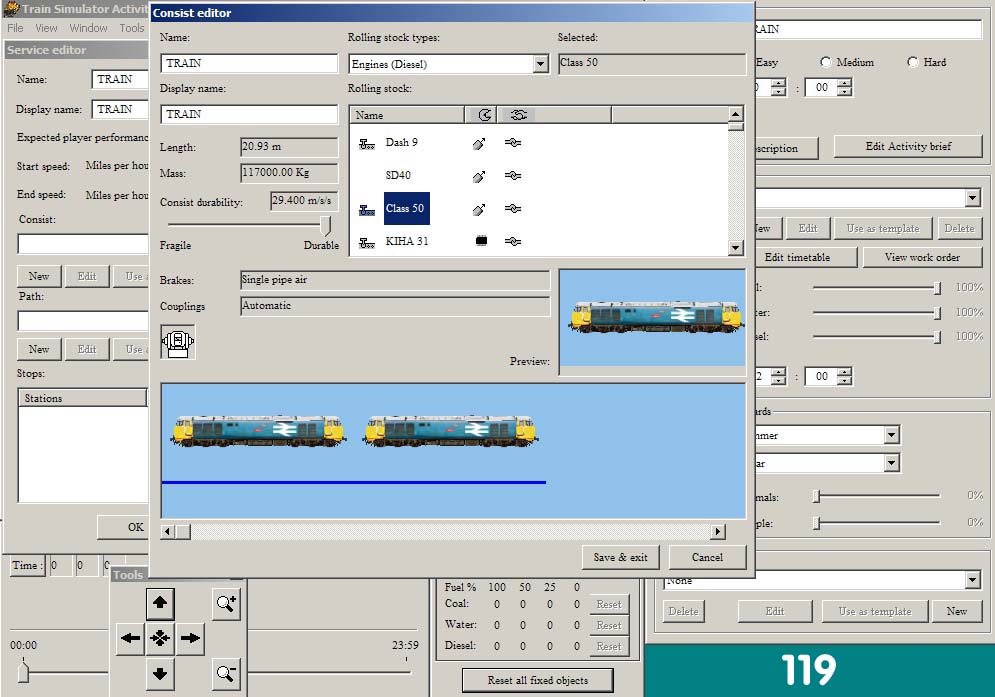 Train Simulator Activit
File View Window Tools
Service editor
Name: TRAIN
Display name: TRAIN
Expected player performanc
Start speed: Miles per hou
End speed: Miles per hou
Consist:
New Edit Use a
Path:
New Edit Use a
Stops:
Stations
OK
Time : 0 0
Tools
00:00 23:59
Consist editor
Name:
TRAIN
Display name:
TRAIN
Length: 20.93 m
Mass: 117000.00 Kg
Consist durability: 29.400 m/s/s
Fragile Durable
Rolling stock types:
Engines (Diesel)
Selected:
Class 50
Rolling stock:
Name
Dash 9
SD40
Class 50
KIHA 31
Brakes: Single pipe air
Couplings Automatic
Preview:
Save & exit Cancel
Fuel % 100 50 25 0
Coal: 0 0 0 0 Reset
Water: 0 0 0 0 Reset
Diesel: 0 0 0 0 Reset
Reset all fixed objects
RAIN
Easy Medium Hard
0 : 00
scription Edit Activity brief
ew Edit Use as template Delete
Edit timetable View work order
l: 100%
ter: 100%
sel: 100%
2 : 00
ards
mmer
ar
mals: 0%
ple: 0%
None
Delete Edit Use as template New
119